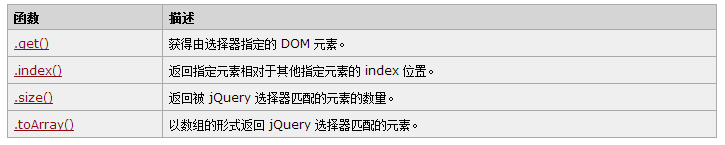 函数 描述
.get() 获得由选择器指定的 DOM 元素。
.index() 返回指定元素相对于其他指定元素的 index 位置。
.size() 返回被 jQuery 选择器匹配的元素的数量。
.toArray() 以数组的形式返回 jQuery 选择器匹配的元素。